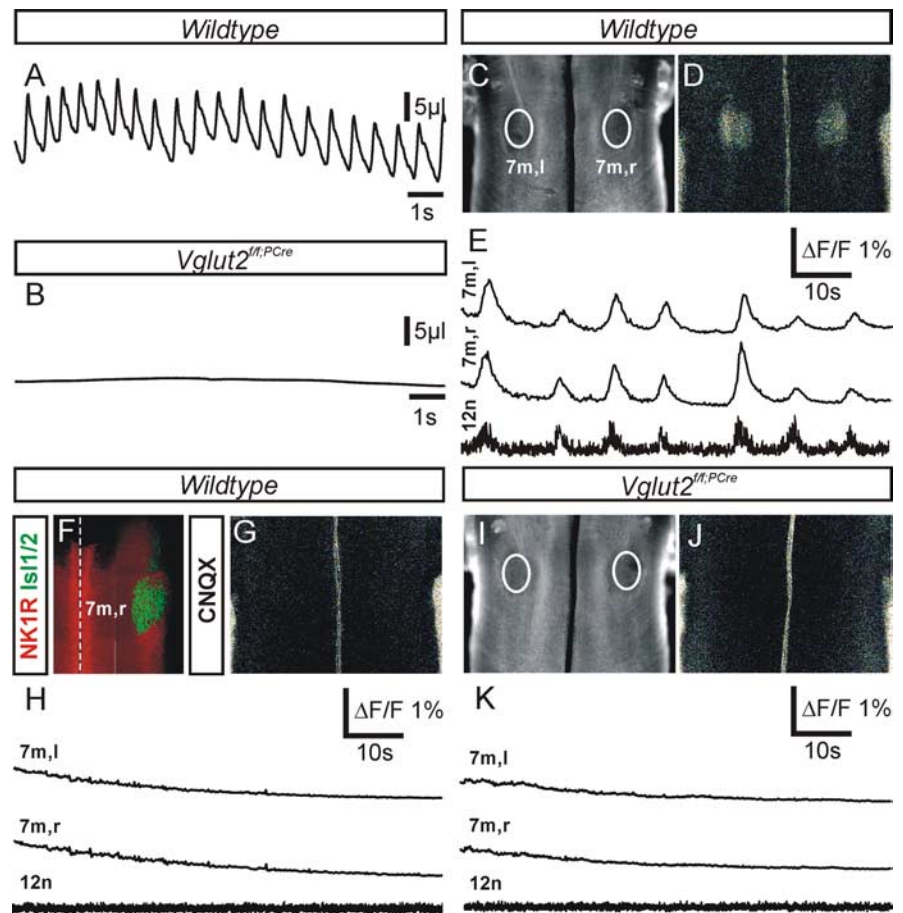 Wildtype
A
5µl
1s
Vglut2f/f;PCre
B
5µl
1s
Wildtype
C
7m,l
7m,r
D
E
ΔF/F 1%
10s
7m,l
7m,r
12n
Wildtype
NK1R Isl1/2
F
7m,r
CNQX
G
H
ΔF/F 1%
10s
7m,l
7m,r
12n
Vglut2f/f;PCre
I
J
K
ΔF/F 1%
10s
7m,l
7m,r
12n